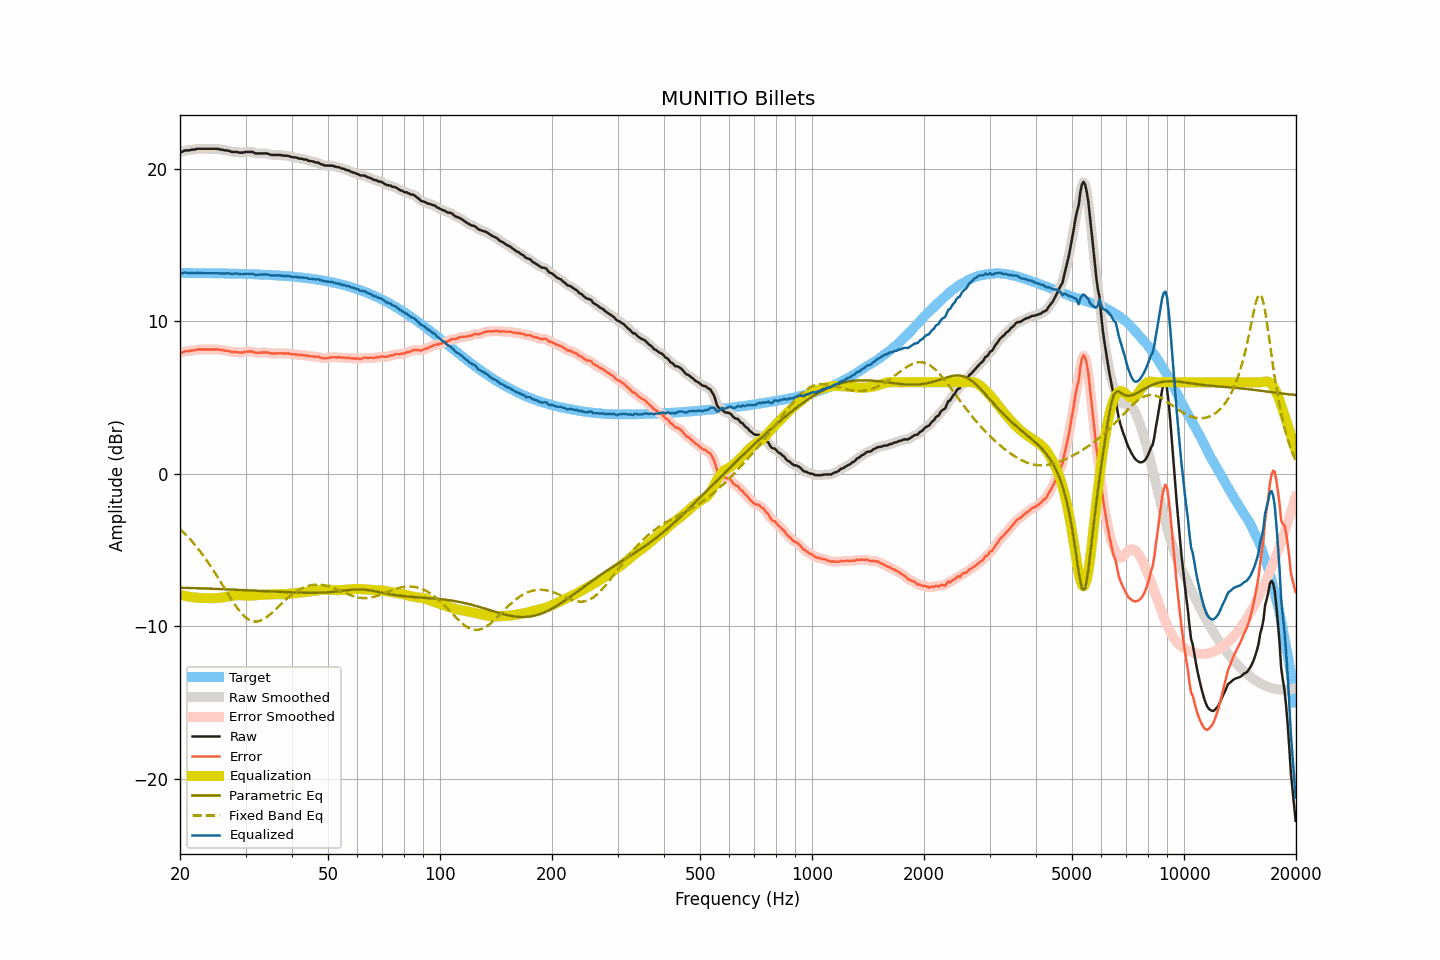 MUNITIO Billets
Amplitude (dBr)
20
10
0
−10
−20
Target
Raw Smoothed
Error Smoothed
Raw
Error
Equalization
Parametric Eq
Fixed Band Eq
Equalized
20 50 100 200 500 1000 2000 5000 10000 20000
Frequency (Hz)